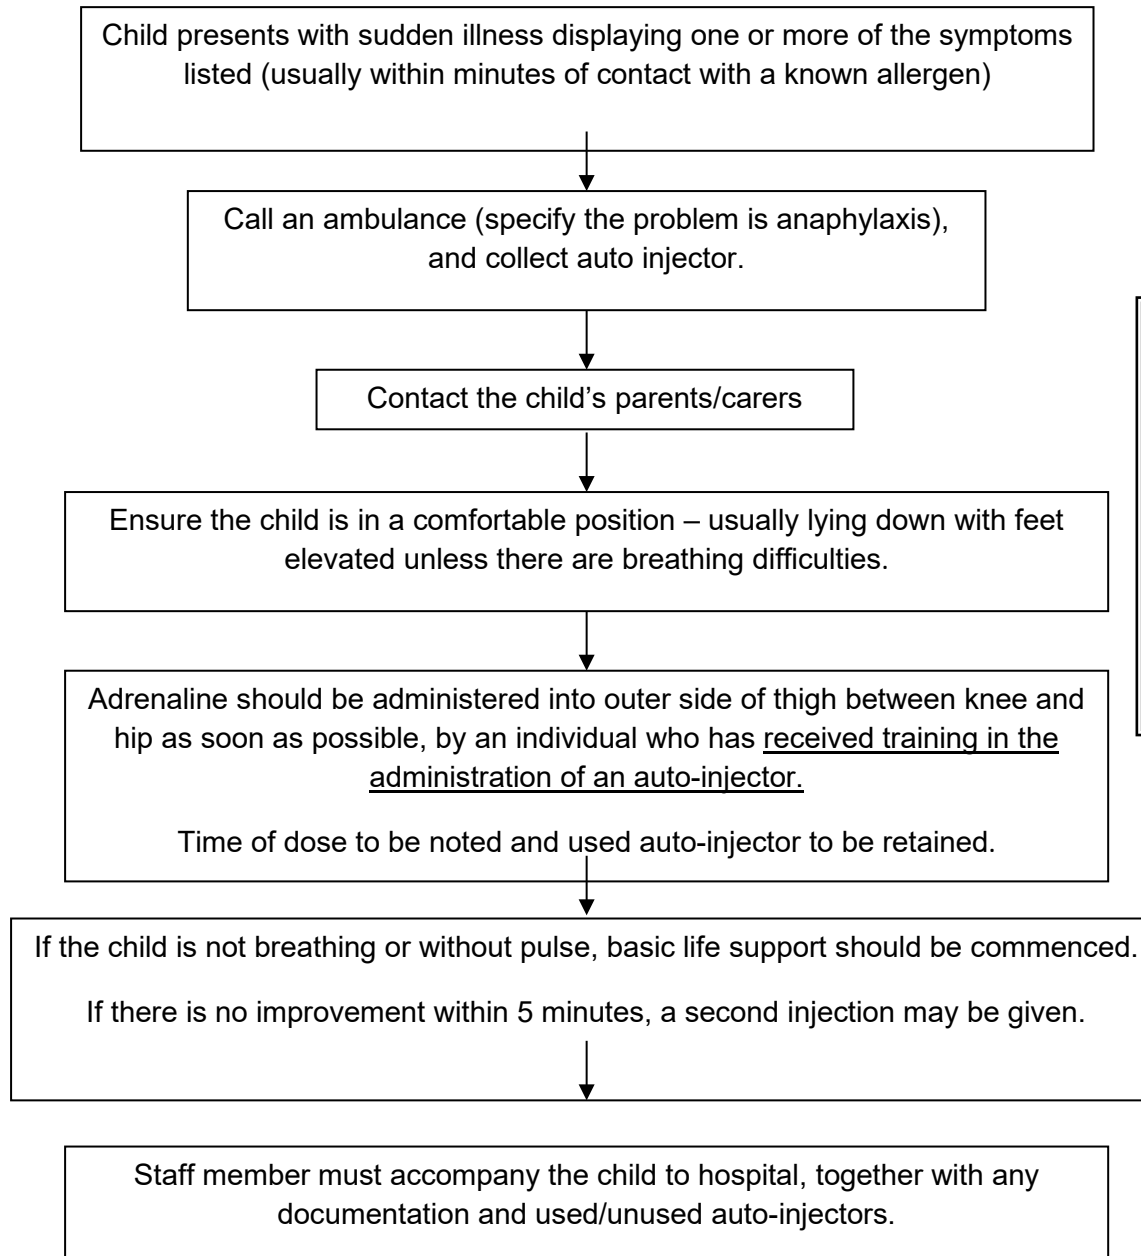 Child presents with sudden illness displaying one or more of the symptoms
listed (usually within minutes of contact with a known allergen)
Call an ambulance (specify the problem is anaphylaxis),
and collect auto injector.
Contact the child's parents/carers
Ensure the child is in a comfortable position – usually lying down with feet
elevated unless there are breathing difficulties.
Adrenaline should be administered into outer side of thigh between knee and
hip as soon as possible, by an individual who has received training in the
administration of an auto-injector.
Time of dose to be noted and used auto-injector to be retained.
If the child is not breathing or without pulse, basic life support should be commenced.
If there is no improvement within 5 minutes, a second injection may be given.
Staff member must accompany the child to hospital, together with any
documentation and used/unused auto-injectors.